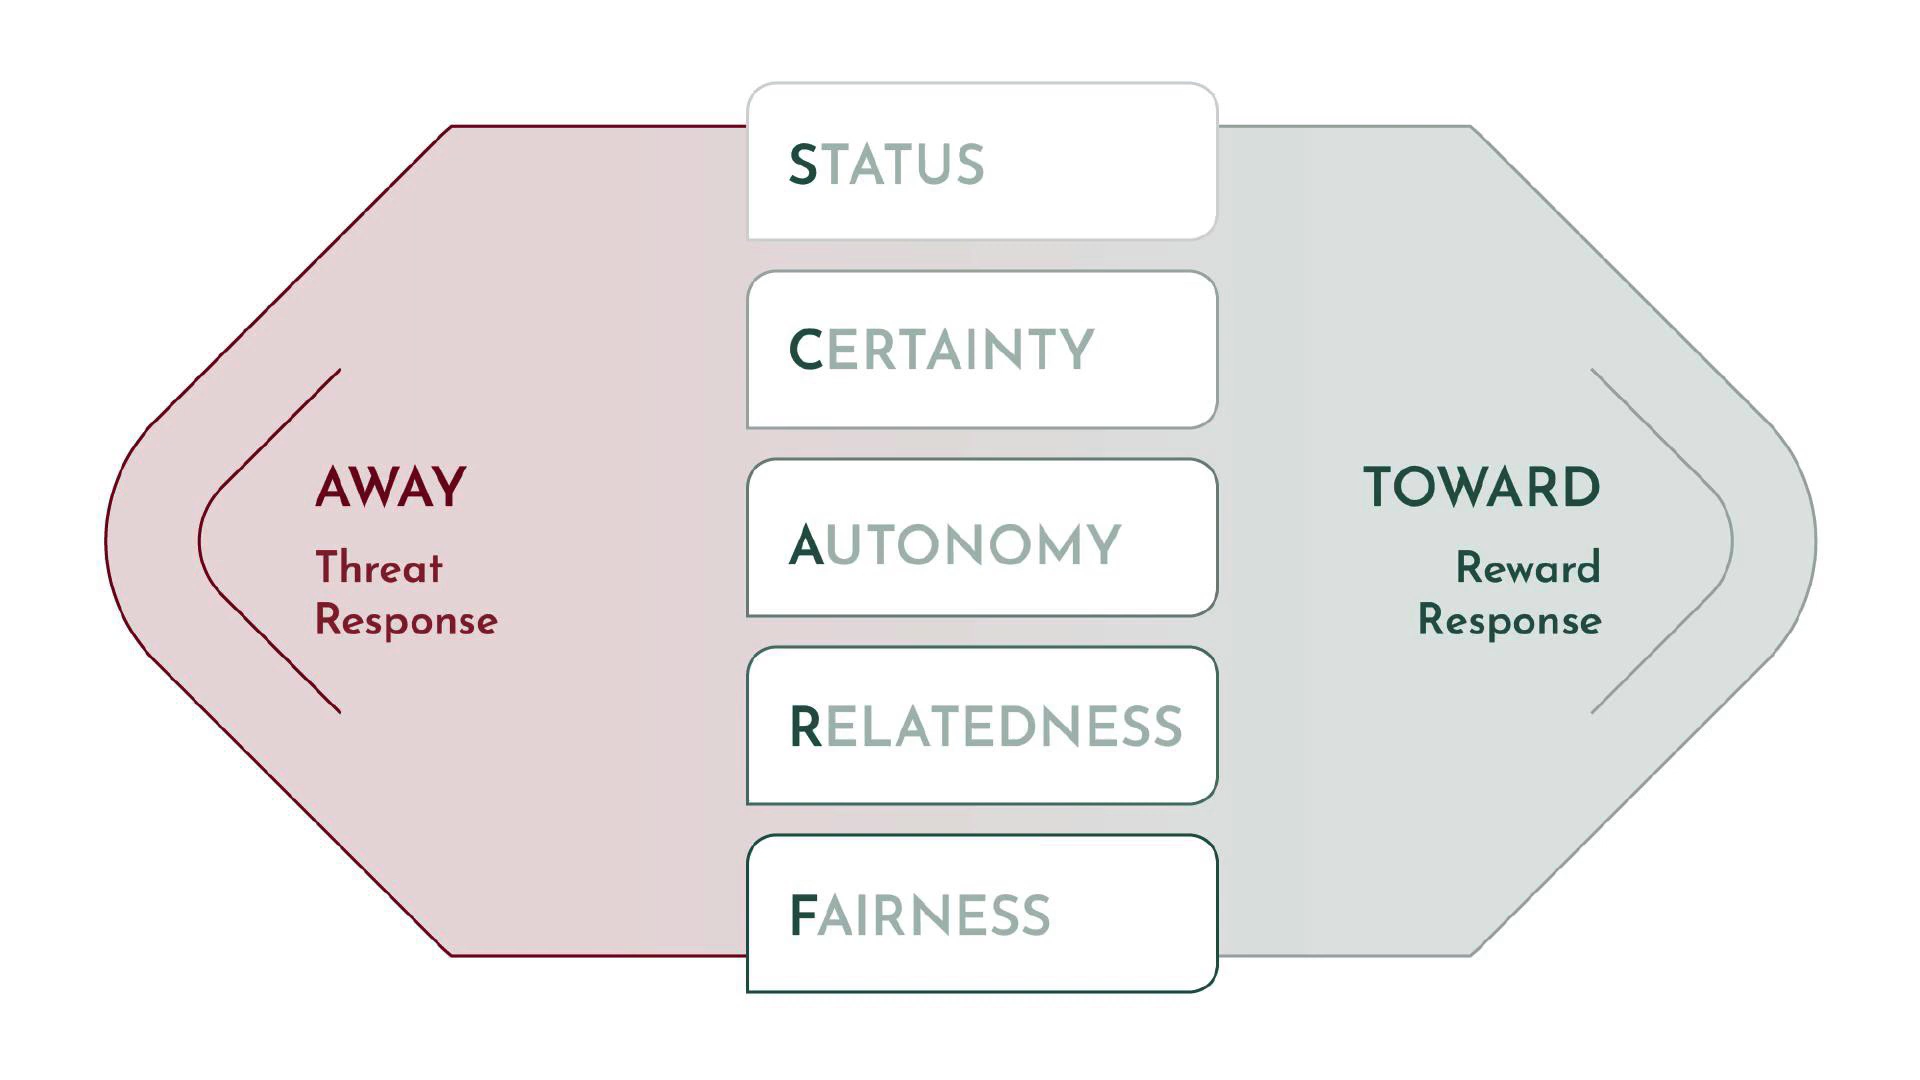 STATUS
CERTAINTY
AUTONOMY
RELATEDNESS
FAIRNESS
AWAY
Threat
Response
TOWARD
Reward
Response